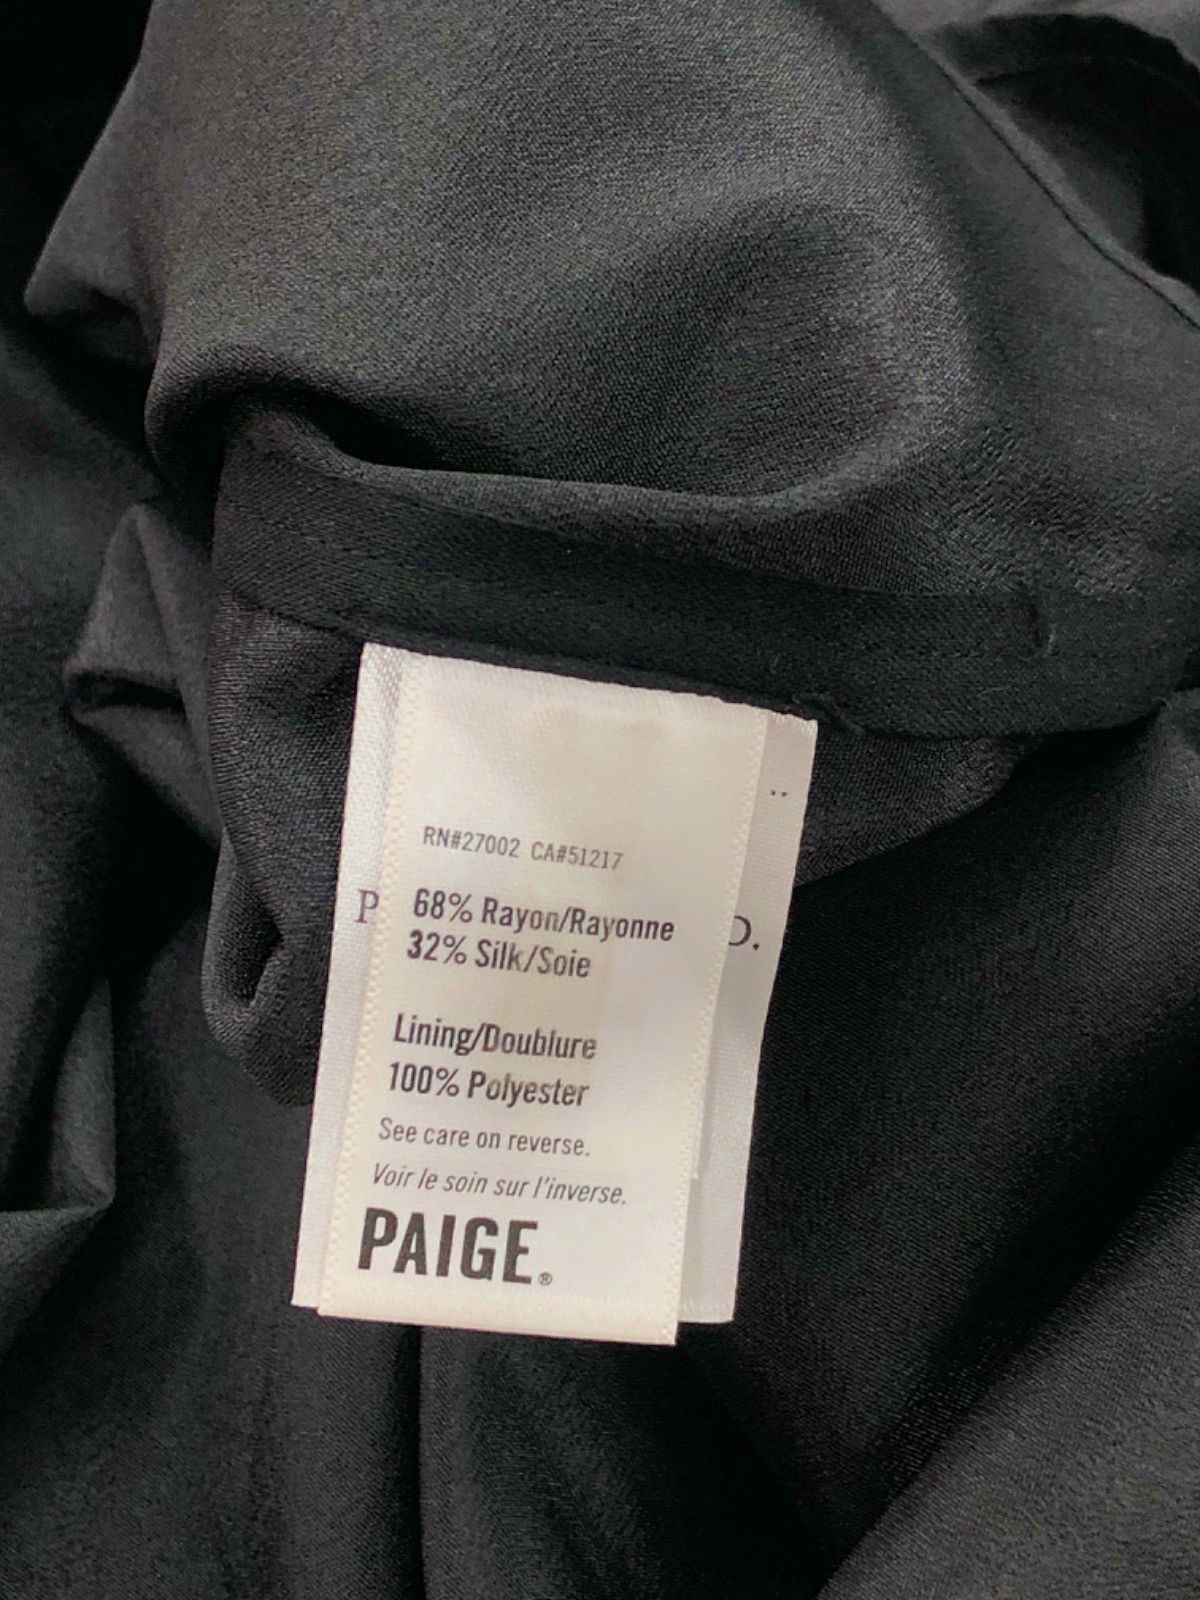 RN#27002 CA#51217
68% Rayon/Rayonne
32% Silk/Soie
Lining/Doublure
100% Polyester
See care on reverse.
Voir le soin sur l'inverse.
PAIGE®